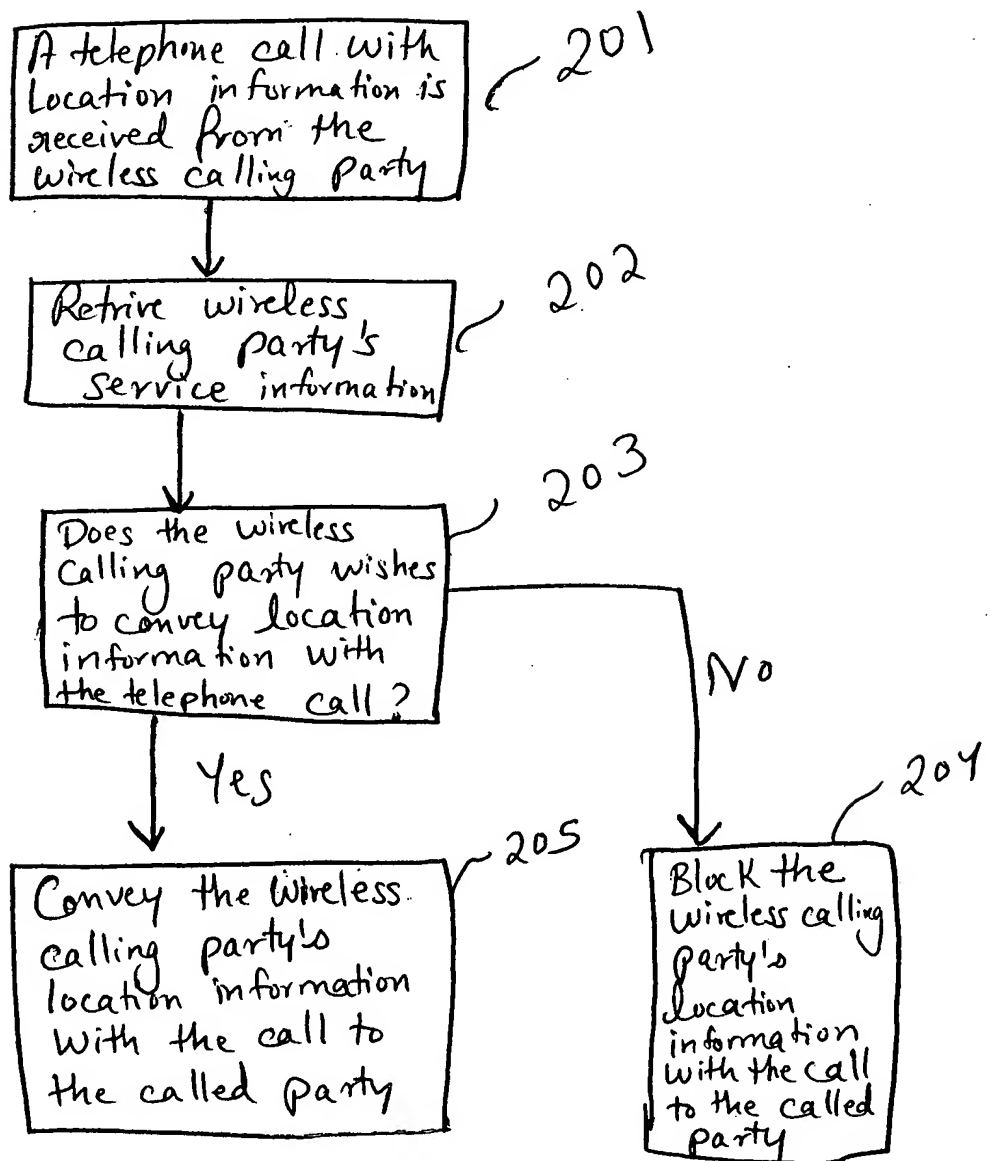 A telephone call with
Location information is
received from the
wireless calling party
201
Retrive wireless
calling party's
service information
202
Does the wireless
calling party wishes
to convey location
information with
the telephone call?
203
No
Yes
204
205
Convey the wireless
calling party's
location information
with the call to
the called party
Block the
wireless calling
party's
location
information
with the call
to the called
party